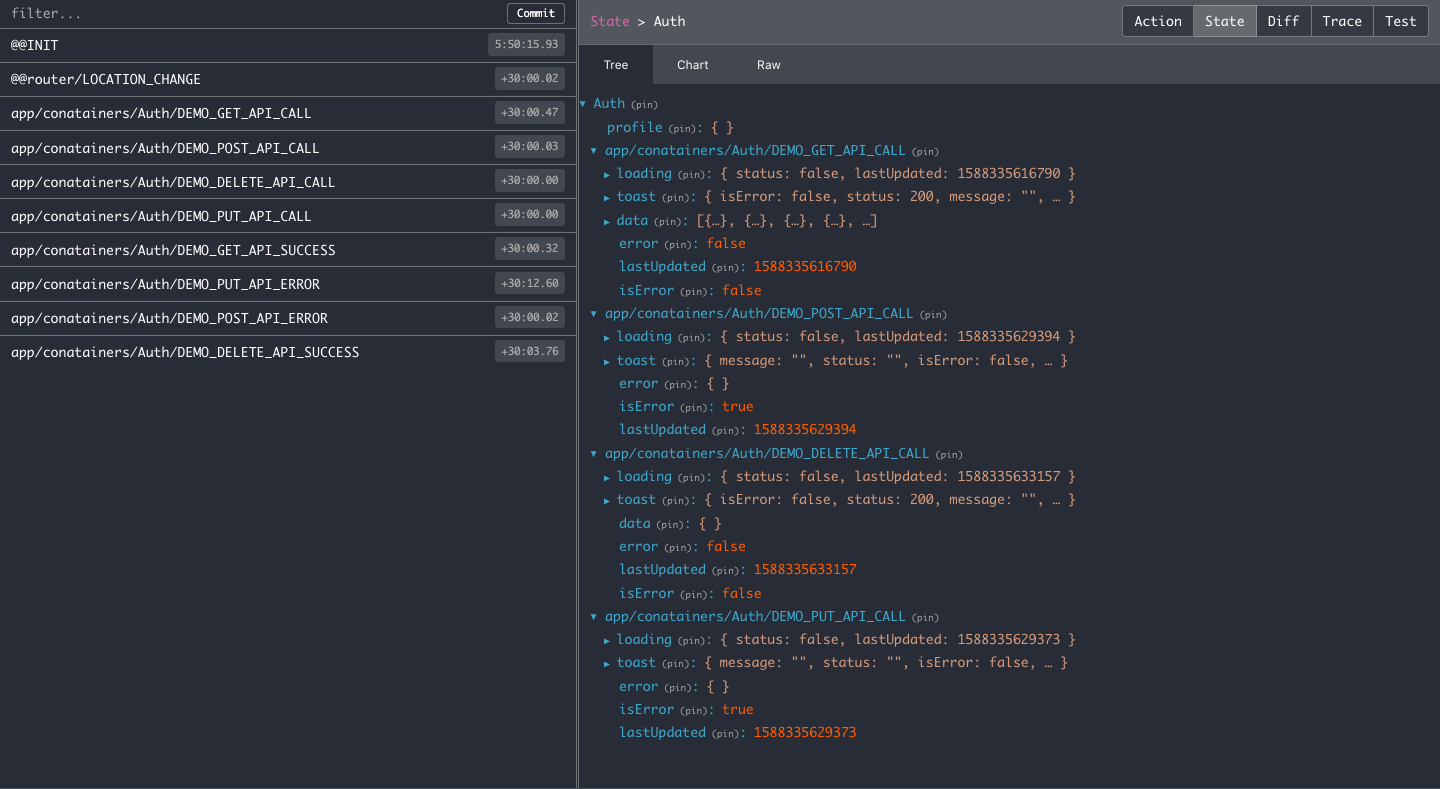 filter... Commit
@@INIT 5:50:15.93
@@router/LOCATION_CHANGE +30:00.02
app/conatainers/Auth/DEMO_GET_API_CALL +30:00.47
app/conatainers/Auth/DEMO_POST_API_CALL +30:00.03
app/conatainers/Auth/DEMO_DELETE_API_CALL +30:00.00
app/conatainers/Auth/DEMO_PUT_API_CALL +30:00.00
app/conatainers/Auth/DEMO_GET_API_SUCCESS +30:00.32
app/conatainers/Auth/DEMO_PUT_API_ERROR +30:12.60
app/conatainers/Auth/DEMO_POST_API_ERROR +30:00.02
app/conatainers/Auth/DEMO_DELETE_API_SUCCESS +30:03.76
State > Auth Action State Diff Trace Test
Tree Chart Raw
▼ Auth (pin)
profile (pin): { }
▼ app/conatainers/Auth/DEMO_GET_API_CALL (pin)
▶ loading (pin): { status: false, lastUpdated: 1588335616790 }
▶ toast (pin): { isError: false, status: 200, message: "", … }
▶ data (pin): [{…}, {…}, {…}, {…}, …]
error (pin): false
lastUpdated (pin): 1588335616790
isError (pin): false
▼ app/conatainers/Auth/DEMO_POST_API_CALL (pin)
▶ loading (pin): { status: false, lastUpdated: 1588335629394 }
▶ toast (pin): { message: "", status: "", isError: false, … }
error (pin): { }
isError (pin): true
lastUpdated (pin): 1588335629394
▼ app/conatainers/Auth/DEMO_DELETE_API_CALL (pin)
▶ loading (pin): { status: false, lastUpdated: 1588335633157 }
▶ toast (pin): { isError: false, status: 200, message: "", … }
data (pin): { }
error (pin): false
lastUpdated (pin): 1588335633157
isError (pin): false
▼ app/conatainers/Auth/DEMO_PUT_API_CALL (pin)
▶ loading (pin): { status: false, lastUpdated: 1588335629373 }
▶ toast (pin): { message: "", status: "", isError: false, … }
error (pin): { }
isError (pin): true
lastUpdated (pin): 1588335629373